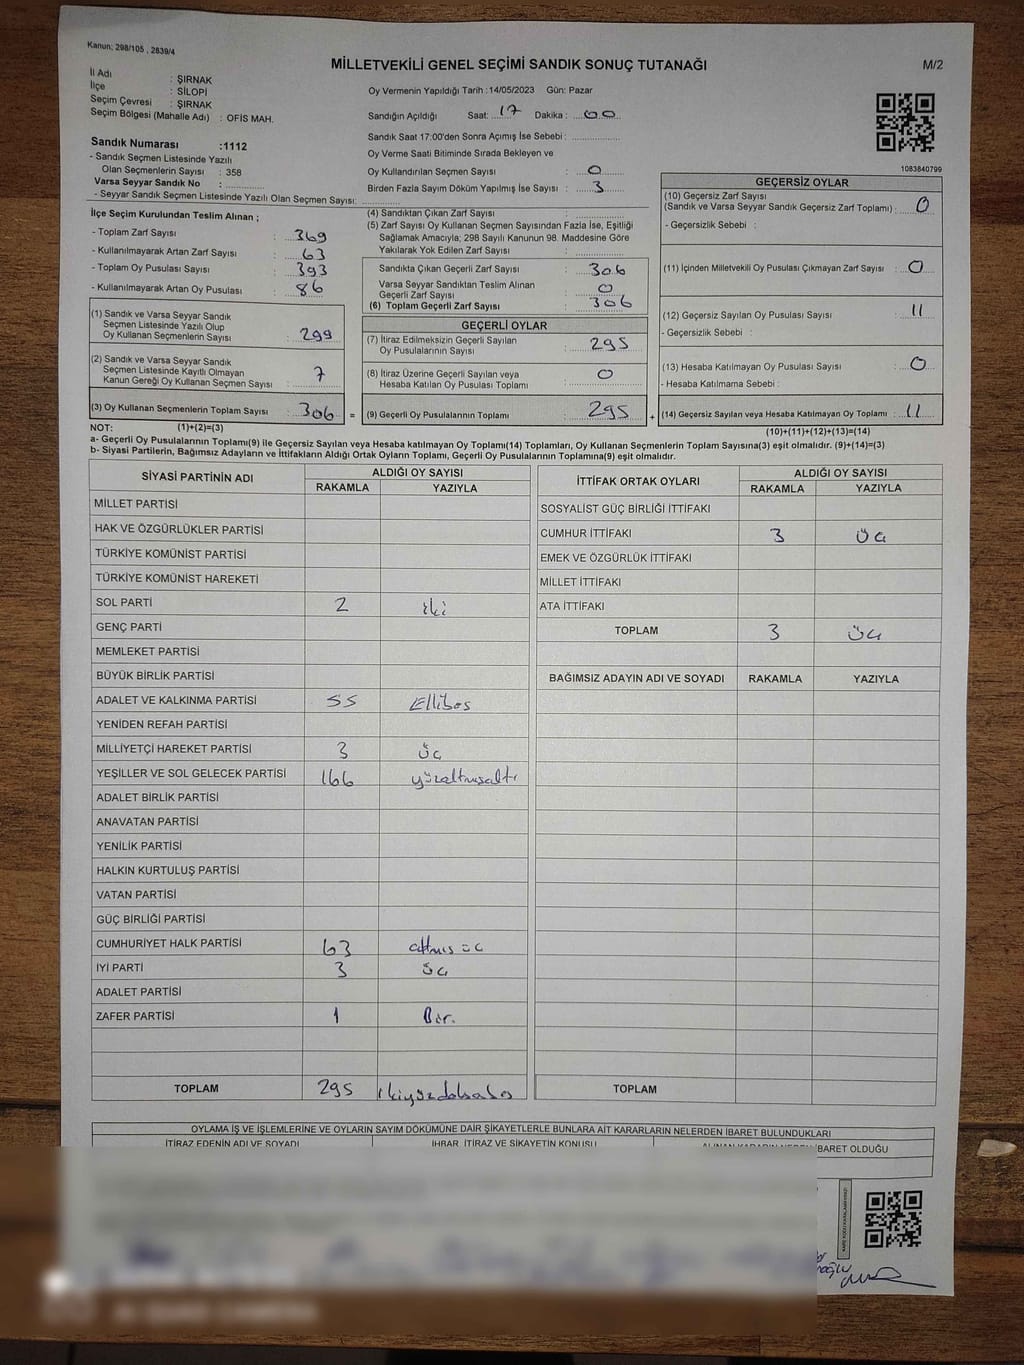 Kanun; 298/105 , 2839/4
MİLLETVEKİLİ GENEL SEÇİMİ SANDIK SONUÇ TUTANAĞI
M/2
İl Adı : ŞIRNAK
İlçe : SİLOPİ
Seçim Çevresi : ŞIRNAK
Seçim Bölgesi (Mahalle Adı) : OFİS MAH.
Sandık Numarası :1112
- Sandık Seçmen Listesinde Yazılı
Olan Seçmenlerin Sayısı : 358
Varsa Seyyar Sandık No :
- Seyyar Sandık Seçmen Listesinde Yazılı Olan Seçmen Sayısı:
Oy Vermenin Yapıldığı Tarih :14/05/2023 Gün: Pazar
Sandığın Açıldığı Saat: 17 Dakika : 00
Sandık Saat 17:00'den Sonra Açımış İse Sebebi :
Oy Verme Saati Bitiminde Sırada Bekleyen ve
Oy Kullandırılan Seçmen Sayısı : 0
Birden Fazla Sayım Döküm Yapılmış İse Sayısı : 3
1083840799
İlçe Seçim Kurulundan Teslim Alınan ;
- Toplam Zarf Sayısı : 369
- Kullanılmayarak Artan Zarf Sayısı : 63
- Toplam Oy Pusulası Sayısı : 393
- Kullanılmayarak Artan Oy Pusulası : 86
(1) Sandık ve Varsa Seyyar Sandık
Seçmen Listesinde Yazılı Olup
Oy Kullanan Seçmenlerin Sayısı : 299
(2) Sandık ve Varsa Seyyar Sandık
Seçmen Listesinde Kayıtlı Olmayan
Kanun Gereği Oy Kullanan Seçmen Sayısı : 7
(3) Oy Kullanan Seçmenlerin Toplam Sayısı : 306 =
(4) Sandıktan Çıkan Zarf Sayısı :
(5) Zarf Sayısı Oy Kullanan Seçmen Sayısından Fazla İse, Eşitliği
Sağlamak Amacıyla; 298 Sayılı Kanunun 98. Maddesine Göre
Yakılarak Yok Edilen Zarf Sayısı :
Sandıkta Çıkan Geçerli Zarf Sayısı : 306
Varsa Seyyar Sandıktan Teslim Alınan
Geçerli Zarf Sayısı : 0
(6) Toplam Geçerli Zarf Sayısı : 306
GEÇERLİ OYLAR
(7) İtiraz Edilmeksizin Geçerli Sayılan
Oy Pusulalarının Sayısı : 295
(8) İtiraz Üzerine Geçerli Sayılan veya
Hesaba Katılan Oy Pusulaları Toplamı : 0
(9) Geçerli Oy Pusulalarının Toplamı : 295 +
GEÇERSİZ OYLAR
(10) Geçersiz Zarf Sayısı
(Sandık ve Varsa Seyyar Sandık Geçersiz Zarf Toplamı) : 0
- Geçersizlik Sebebi :
(11) İçinden Milletvekili Oy Pusulası Çıkmayan Zarf Sayısı : 0
(12) Geçersiz Sayılan Oy Pusulası Sayısı : 11
- Geçersizlik Sebebi :
(13) Hesaba Katılmayan Oy Pusulası Sayısı : 0
- Hesaba Katılmama Sebebi :
(14) Geçersiz Sayılan veya Hesaba Katılmayan Oy Toplamı : 11
NOT: (1)+(2)=(3)
(10)+(11)+(12)+(13)=(14)
a- Geçerli Oy Pusulalarının Toplamı(9) ile Geçersiz Sayılan veya Hesaba katılmayan Oy Toplamı(14) Toplamları, Oy Kullanan Seçmenlerin Toplam Sayısına(3) eşit olmalıdır. (9)+(14)=(3)
b- Siyasi Partilerin, Bağımsız Adayların ve İttifakların Aldığı Ortak Oyların Toplamı, Geçerli Oy Pusulalarının Toplamına(9) eşit olmalıdır.
SİYASİ PARTİNİN ADI ALDIĞI OY SAYISI
RAKAMLA YAZIYLA
MİLLET PARTİSİ
HAK VE ÖZGÜRLÜKLER PARTİSİ
TÜRKİYE KOMÜNİST PARTİSİ
TÜRKİYE KOMÜNİST HAREKETİ
SOL PARTİ 2 iki
GENÇ PARTİ
MEMLEKET PARTİSİ
BÜYÜK BİRLİK PARTİSİ
ADALET VE KALKINMA PARTİSİ 55 Ellibes
YENİDEN REFAH PARTİSİ
MİLLİYETÇİ HAREKET PARTİSİ 3 üç
YEŞİLLER VE SOL GELECEK PARTİSİ 166 yüzaltmışaltı
ADALET BİRLİK PARTİSİ
ANAVATAN PARTİSİ
YENİLİK PARTİSİ
HALKIN KURTULUŞ PARTİSİ
VATAN PARTİSİ
GÜÇ BİRLİĞİ PARTİSİ
CUMHURİYET HALK PARTİSİ 63 altmıs üç
İYİ PARTİ 3 üç
ADALET PARTİSİ
ZAFER PARTİSİ 1 Bir.
TOPLAM 295
İTTİFAK ORTAK OYLARI ALDIĞI OY SAYISI
RAKAMLA YAZIYLA
SOSYALİST GÜÇ BİRLİĞİ İTTİFAKI
CUMHUR İTTİFAKI 3 üç
EMEK VE ÖZGÜRLÜK İTTİFAKI
MİLLET İTTİFAKI
ATA İTTİFAKI
TOPLAM 3 üç
BAĞIMSIZ ADAYIN ADI VE SOYADI RAKAMLA YAZIYLA
TOPLAM
OYLAMA İŞ VE İŞLEMLERİNE VE OYLARIN SAYIM DÖKÜMÜNE DAİR ŞİKAYETLERLE BUNLARA AİT KARARLARIN NELERDEN İBARET BULUNDUKLARI
İTİRAZ EDENİN ADI VE SOYADI İHBAR, İTİRAZ VE ŞİKAYETİN KONUSU ALINAN KARARIN NEDEN İBARET OLDUĞU